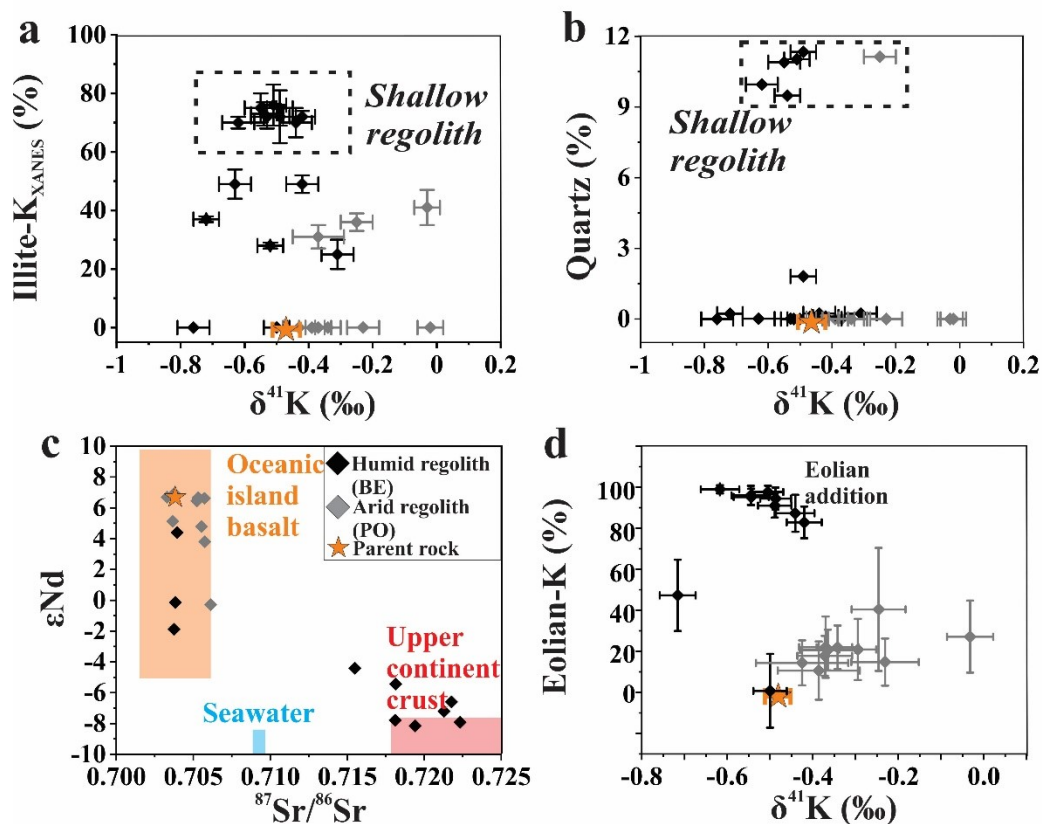 a
100
80
60
40
20
0
Illite-K_XANES (%)
Shallow
regolith
-1 -0.8 -0.6 -0.4 -0.2 0 0.2
δ⁴¹K (‰)
b
12
9
6
3
0
Quartz (%)
Shallow
regolith
-1 -0.8 -0.6 -0.4 -0.2 0 0.2
δ⁴¹K (‰)
c
10
8
6
4
2
0
-2
-4
-6
-8
-10
εNd
Oceanic
island
basalt
Humid regolith
(BE)
Arid regolith
(PO)
Parent rock
Upper
continent
crust
Seawater
0.700 0.705 0.710 0.715 0.720 0.725
⁸⁷Sr/⁸⁶Sr
d
100
80
60
40
20
0
Eolian-K (%)
Eolian
addition
-0.8 -0.6 -0.4 -0.2 0.0
δ⁴¹K (‰)